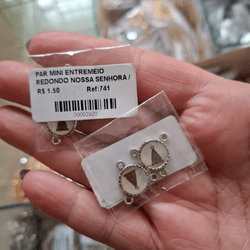 PAR MINI ENTREMEIO
REDONDO NOSSA SENHORA /
R$ 1.50 Ref:741
00002920